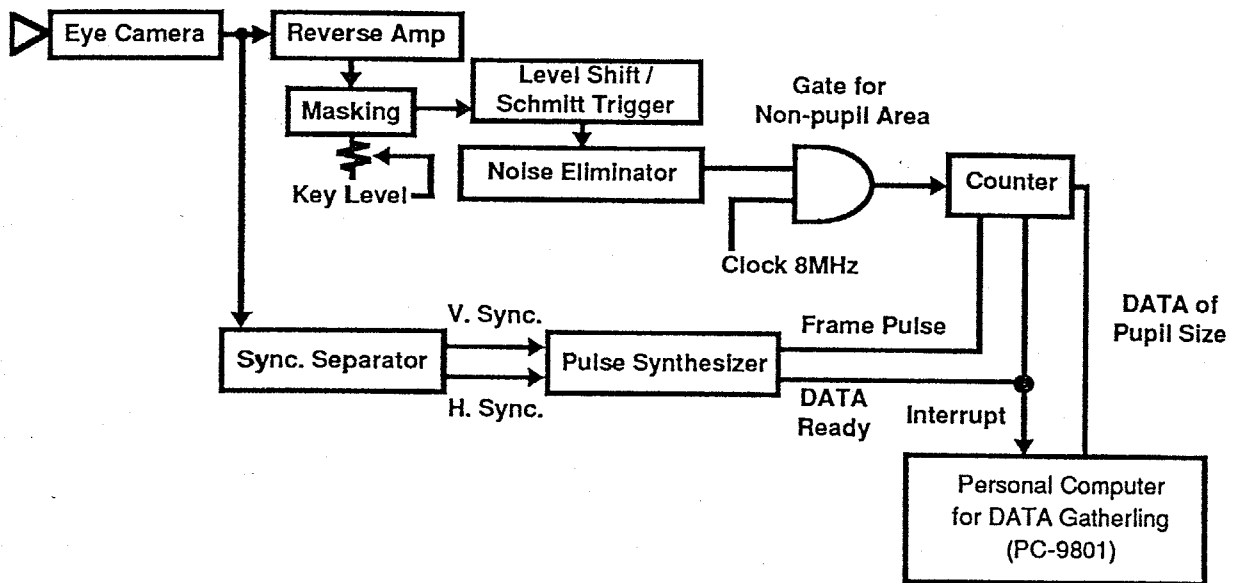 Eye Camera
Reverse Amp
Masking
Level Shift /
Schmitt Trigger
Gate for
Non-pupil Area
Key Level
Noise Eliminator
Counter
Clock 8MHz
DATA of
Pupil Size
V. Sync.
Frame Pulse
Sync. Separator
Pulse Synthesizer
H. Sync.
DATA
Ready
Interrupt
Personal Computer
for DATA Gatherling
(PC-9801)